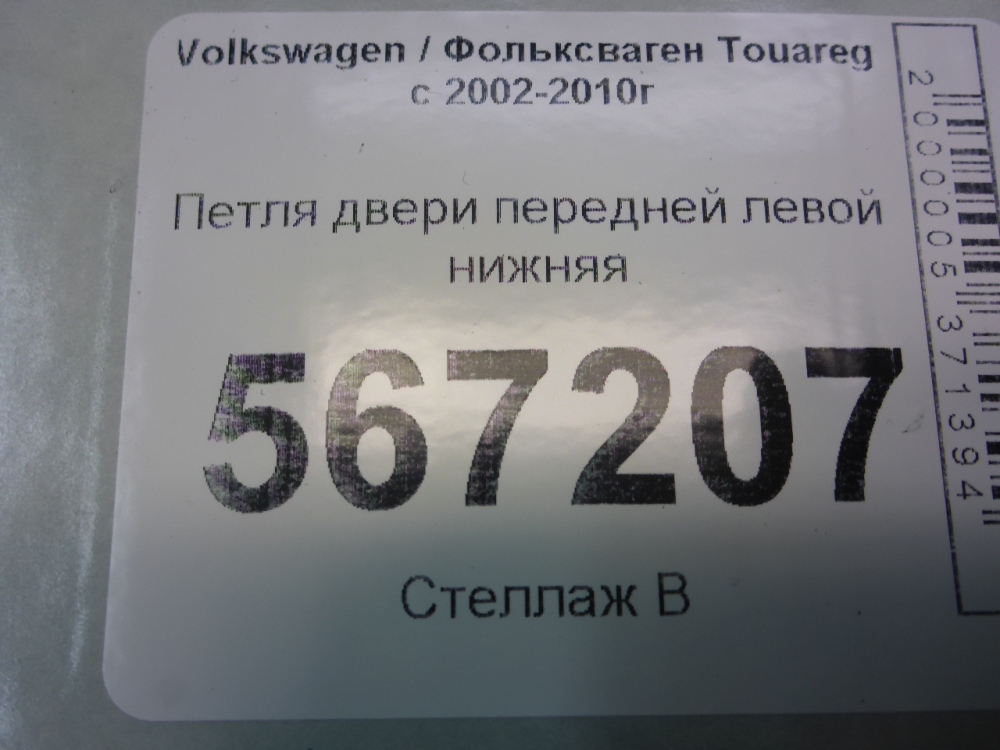 Volkswagen / Фольксваген Touareg
с 2002-2010г
Петля двери передней левой
нижняя
567207
Стеллаж В
2000005371394